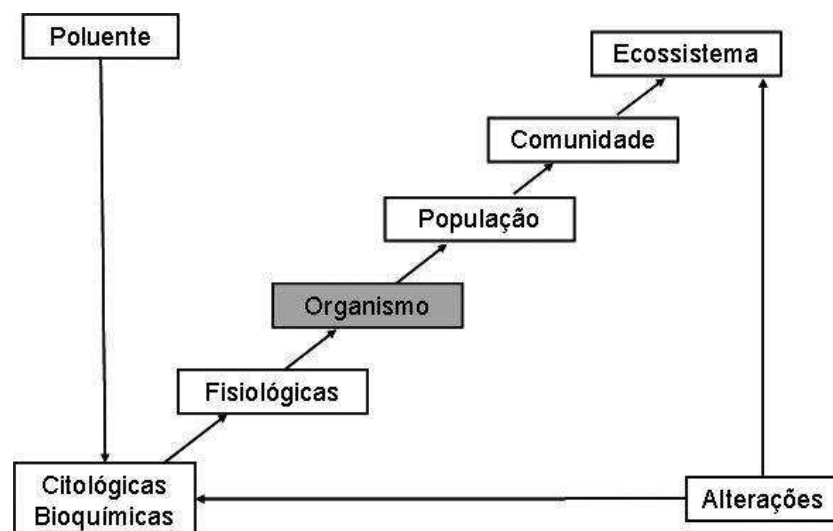 Poluente
Ecossistema
Comunidade
População
Organismo
Fisiológicas
Citológicas
Bioquímicas
Alterações